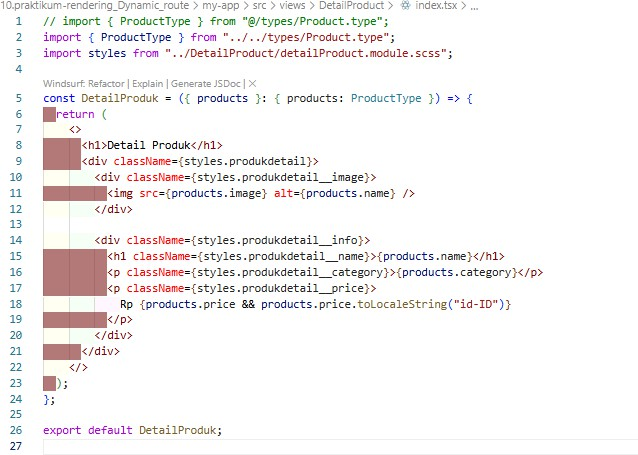 10.praktikum-rendering_Dynamic_route > my-app > src > views > DetailProduct > index.tsx > ...
1 // import { ProductType } from "@/types/Product.type";
2 import { ProductType } from "../../types/Product.type";
3 import styles from "../DetailProduct/detailProduct.module.scss";
4
Windsurf: Refactor | Explain | Generate JSDoc | ×
5 const DetailProduk = ({ products }: { products: ProductType }) => {
6 return (
7 <>
8 <h1>Detail Produk</h1>
9 <div className={styles.produkdetail}>
10 <div className={styles.produkdetail__image}>
11 <img src={products.image} alt={products.name} />
12 </div>
13
14 <div className={styles.produkdetail__info}>
15 <h1 className={styles.produkdetail__name}>{products.name}</h1>
16 <p className={styles.produkdetail__category}>{products.category}</p>
17 <p className={styles.produkdetail__price}>
18 Rp {products.price && products.price.toLocaleString("id-ID")}
19 </p>
20 </div>
21 </div>
22 </>
23 );
24 };
25
26 export default DetailProduk;
27